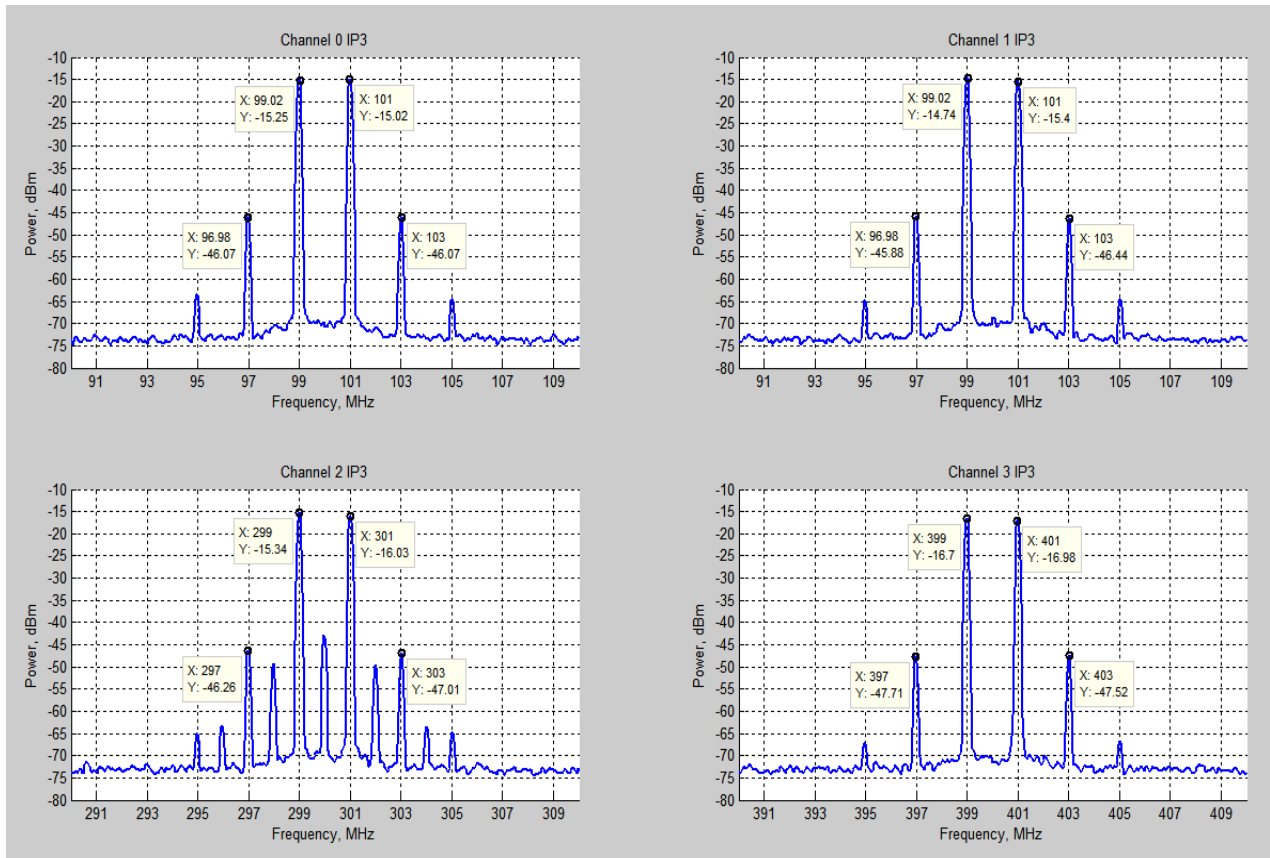 Channel 0 IP3
-10
-15
-20
-25
-30
-35
-40
-45
-50
-55
-60
-65
-70
-75
-80
Power, dBm
X: 99.02
Y: -15.25
X: 101
Y: -15.02
X: 96.98
Y: -46.07
X: 103
Y: -46.07
91 93 95 97 99 101 103 105 107 109
Frequency, MHz
Channel 1 IP3
-10
-15
-20
-25
-30
-35
-40
-45
-50
-55
-60
-65
-70
-75
-80
Power, dBm
X: 99.02
Y: -14.74
X: 101
Y: -15.4
X: 96.98
Y: -45.88
X: 103
Y: -46.44
91 93 95 97 99 101 103 105 107 109
Frequency, MHz
Channel 2 IP3
-10
-15
-20
-25
-30
-35
-40
-45
-50
-55
-60
-65
-70
-75
-80
Power, dBm
X: 299
Y: -15.34
X: 301
Y: -16.03
X: 297
Y: -46.26
X: 303
Y: -47.01
291 293 295 297 299 301 303 305 307 309
Frequency, MHz
Channel 3 IP3
-10
-15
-20
-25
-30
-35
-40
-45
-50
-55
-60
-65
-70
-75
-80
Power, dBm
X: 399
Y: -16.7
X: 401
Y: -16.98
X: 397
Y: -47.71
X: 403
Y: -47.52
391 393 395 397 399 401 403 405 407 409
Frequency, MHz